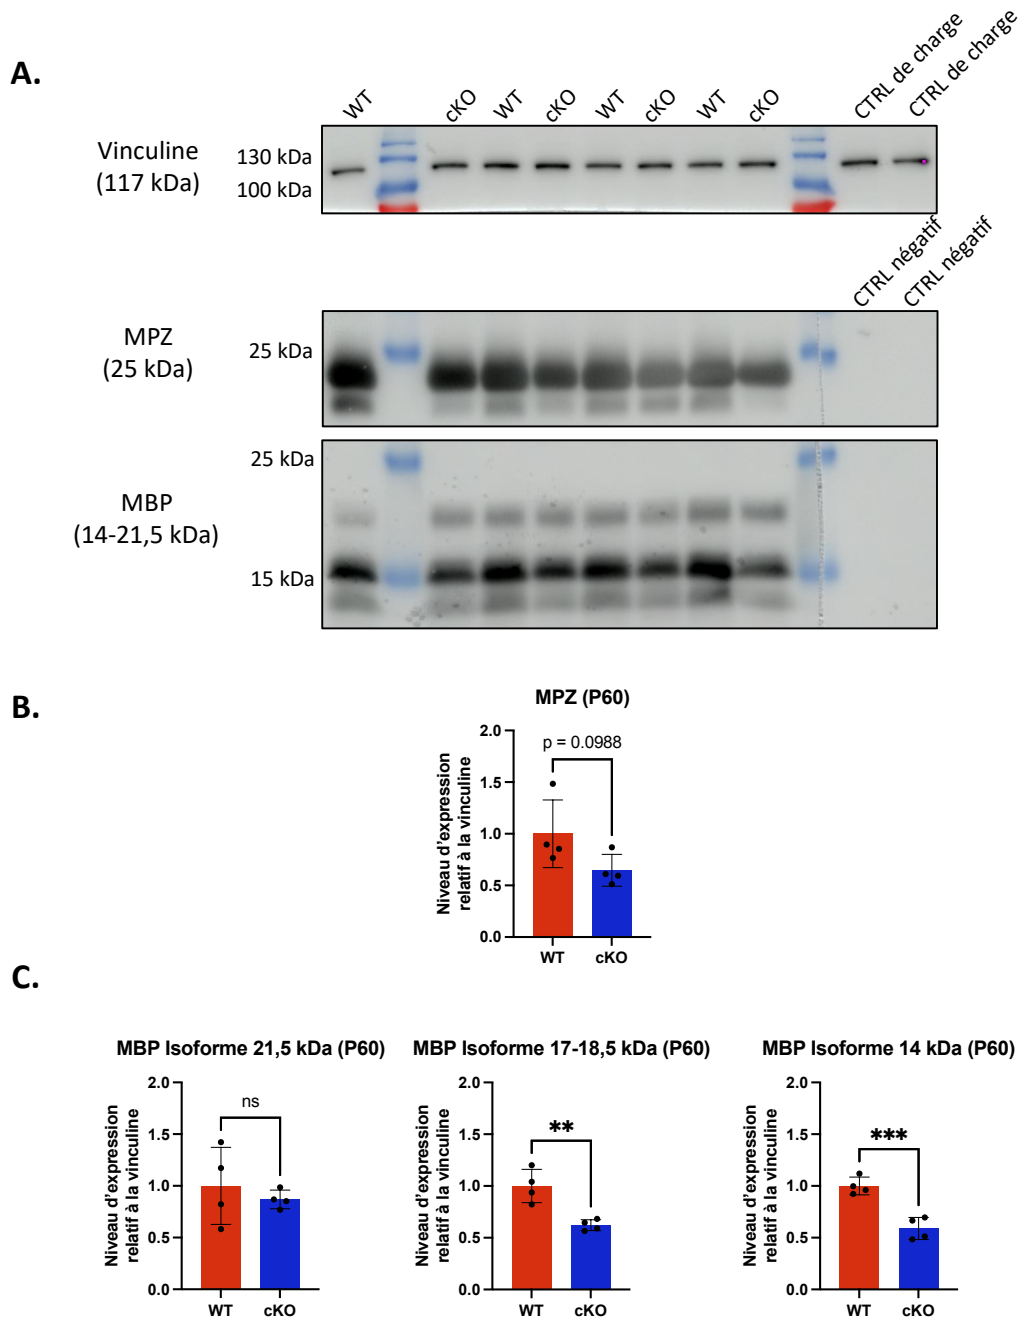 A.
WT
cKO
WT
cKO
WT
cKO
WT
cKO
CTRL de charge
CTRL de charge
Vinculine
(117 kDa)
130 kDa
100 kDa
CTRL négatif
CTRL négatif
MPZ
(25 kDa)
25 kDa
MBP
(14-21,5 kDa)
25 kDa
15 kDa
B.
MPZ (P60)
Niveau d'expression
relatif à la vinculine
2.0
1.5
1.0
0.5
0.0
p = 0.0988
WT
cKO
C.
MBP Isoforme 21,5 kDa (P60)
Niveau d'expression
relatif à la vinculine
2.0
1.5
1.0
0.5
0.0
ns
WT
cKO
MBP Isoforme 17-18,5 kDa (P60)
Niveau d'expression
relatif à la vinculine
2.0
1.5
1.0
0.5
0.0
**
WT
cKO
MBP Isoforme 14 kDa (P60)
Niveau d'expression
relatif à la vinculine
2.0
1.5
1.0
0.5
0.0
***
WT
cKO